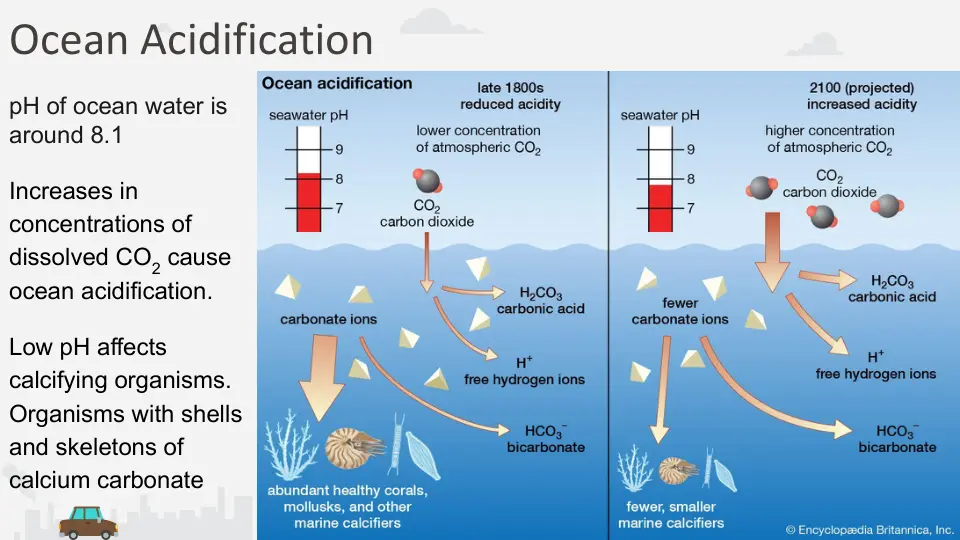 Ocean Acidification
pH of ocean water is
around 8.1
Increases in
concentrations of
dissolved CO₂ cause
ocean acidification.
Low pH affects
calcifying organisms.
Organisms with shells
and skeletons of
calcium carbonate
Ocean acidification
late 1800s
reduced acidity
seawater pH
9
8
7
lower concentration
of atmospheric CO₂
CO₂
carbon dioxide
carbonate ions
H₂CO₃
carbonic acid
H⁺
free hydrogen ions
HCO₃⁻
bicarbonate
abundant healthy corals,
mollusks, and other
marine calcifiers
2100 (projected)
increased acidity
seawater pH
9
8
7
higher concentration
of atmospheric CO₂
CO₂
carbon dioxide
fewer
carbonate ions
H₂CO₃
carbonic acid
H⁺
free hydrogen ions
HCO₃⁻
bicarbonate
fewer, smaller
marine calcifiers
© Encyclopædia Britannica, Inc.